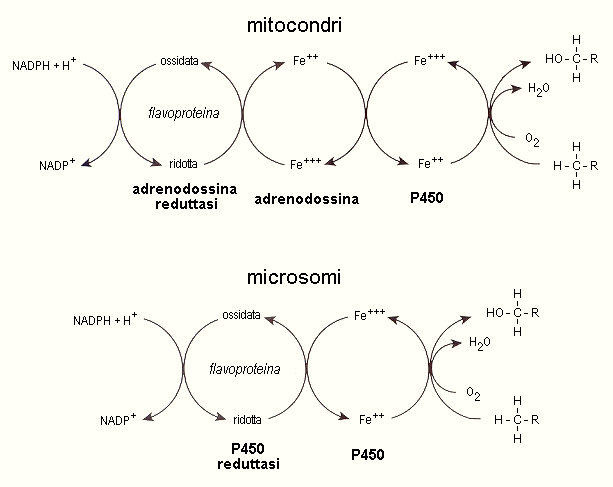 mitocondri
NADPH + H⁺
ossidata
Fe⁺⁺
Fe⁺⁺⁺
H
HO-C-R
H
H₂O
flavoproteina
O₂
NADP⁺
ridotta
Fe⁺⁺⁺
Fe⁺⁺
H
H-C-R
H
adrenodossina
reduttasi
adrenodossina
P450
microsomi
NADPH + H⁺
ossidata
Fe⁺⁺⁺
H
HO-C-R
H
H₂O
flavoproteina
O₂
NADP⁺
ridotta
Fe⁺⁺
H
H-C-R
H
P450
reduttasi
P450